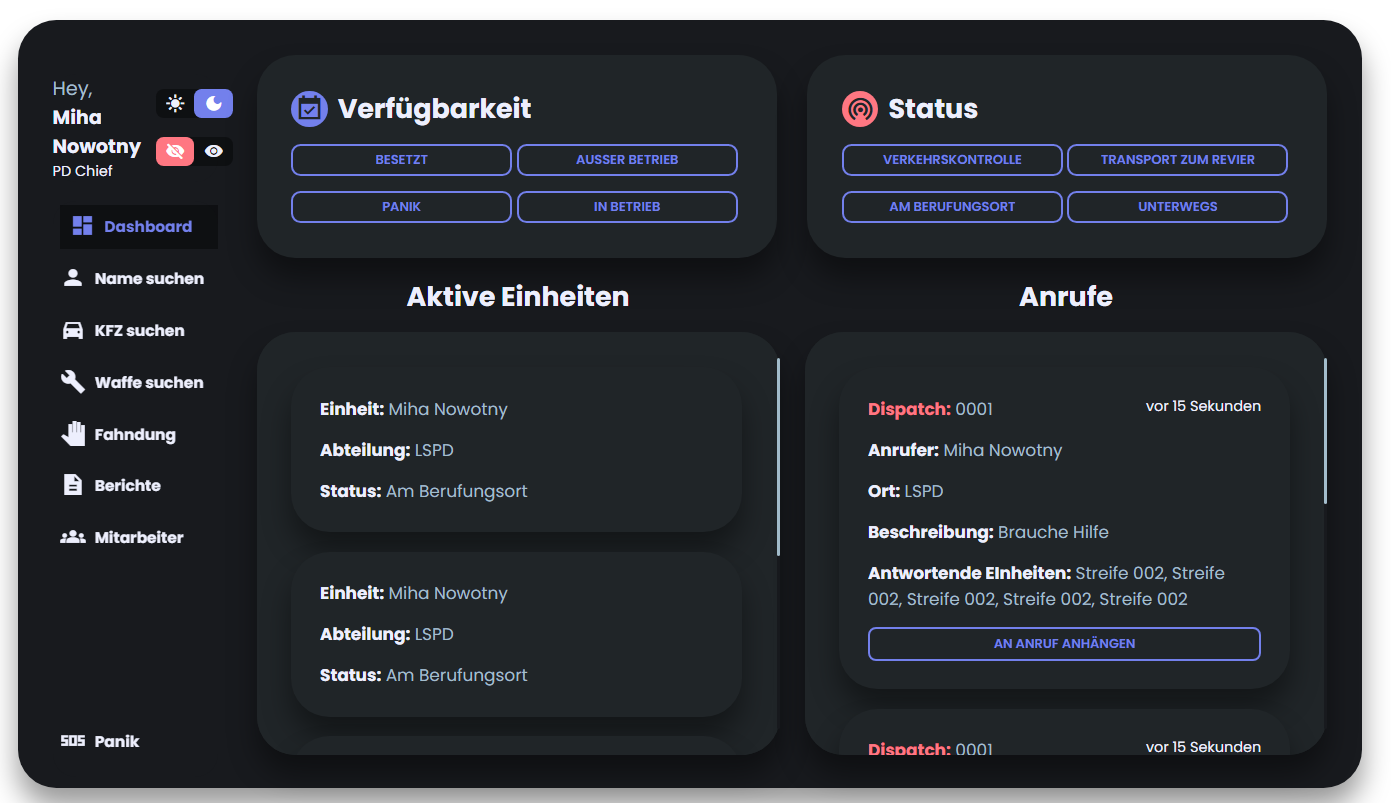 Hey,
Miha
Nowotny
PD Chief
Dashboard
Name suchen
KFZ suchen
Waffe suchen
Fahndung
Berichte
Mitarbeiter
SOS Panik
Verfügbarkeit
BESETZT
AUSSER BETRIEB
PANIK
IN BETRIEB
Status
VERKEHRSKONTROLLE
TRANSPORT ZUM REVIER
AM BERUFUNGSORT
UNTERWEGS
Aktive Einheiten
Einheit: Miha Nowotny
Abteilung: LSPD
Status: Am Berufungsort
Einheit: Miha Nowotny
Abteilung: LSPD
Status: Am Berufungsort
Anrufe
Dispatch: 0001
vor 15 Sekunden
Anrufer: Miha Nowotny
Ort: LSPD
Beschreibung: Brauche Hilfe
Antwortende EInheiten: Streife 002, Streife
002, Streife 002, Streife 002, Streife 002
AN ANRUF ANHÄNGEN
Dispatch: 0001
vor 15 Sekunden